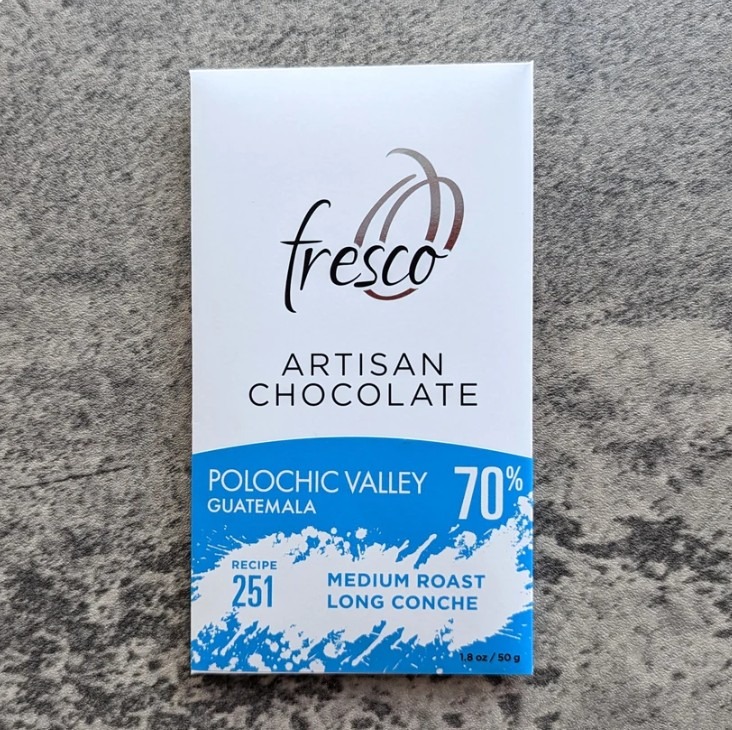 fresco
ARTISAN
CHOCOLATE
POLOCHIC VALLEY 70%
GUATEMALA
RECIPE
251
MEDIUM ROAST
LONG CONCHE
1.8 oz / 50 g